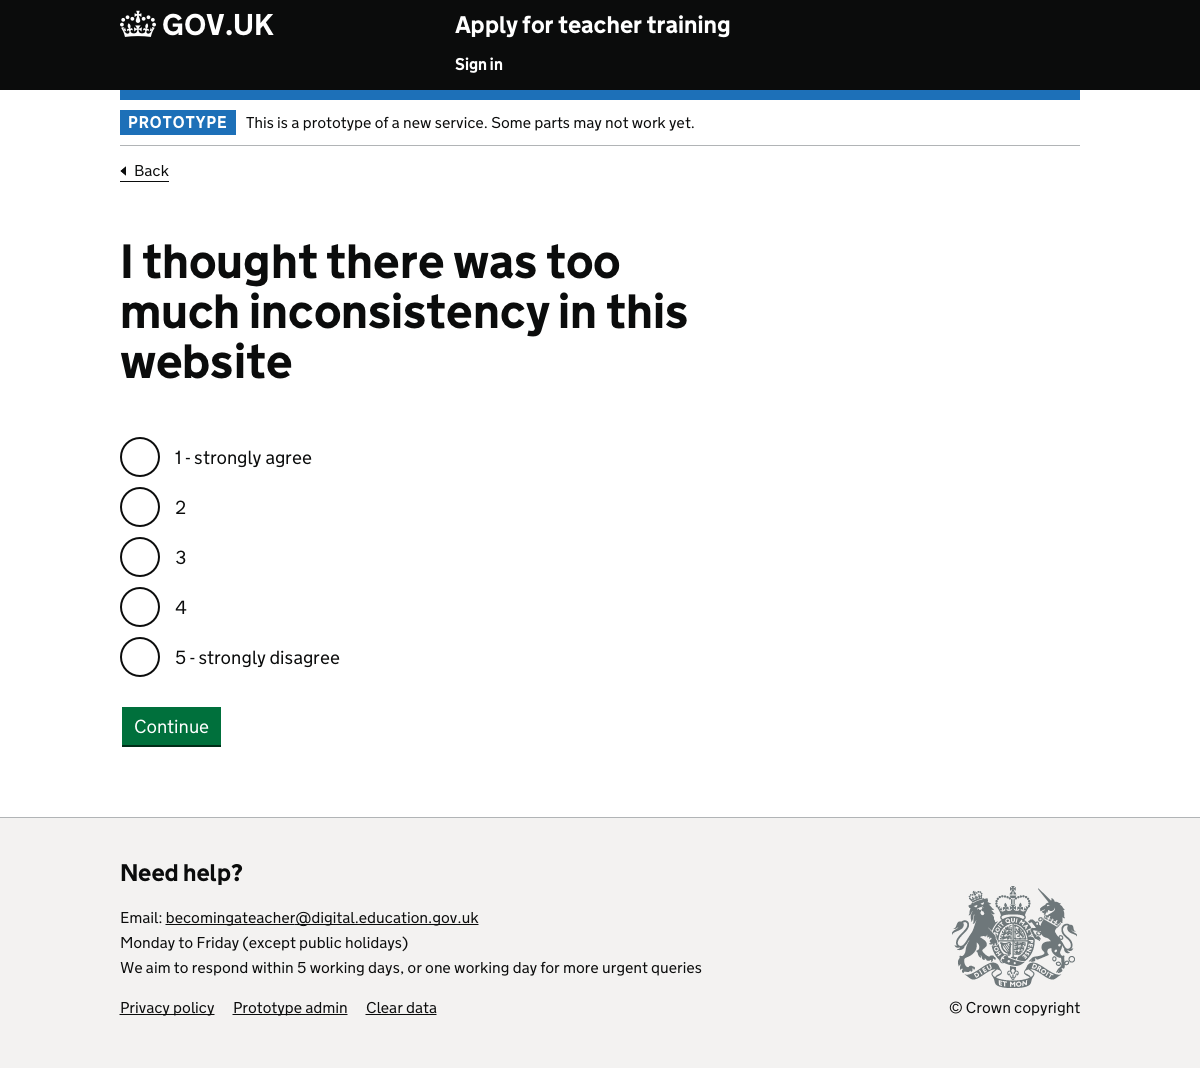 GOV.UK
Apply for teacher training
Sign in
PROTOTYPE This is a prototype of a new service. Some parts may not work yet.
Back
I thought there was too
much inconsistency in this
website
1 - strongly agree
2
3
4
5 - strongly disagree
Continue
Need help?
Email: becomingateacher@digital.education.gov.uk
Monday to Friday (except public holidays)
We aim to respond within 5 working days, or one working day for more urgent queries
Privacy policy Prototype admin Clear data
DIEU ET MON DROIT
© Crown copyright